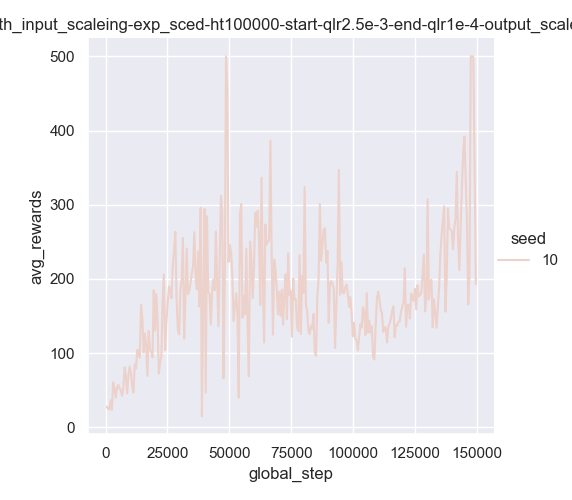 th_input_scaleing-exp_sced-ht100000-start-qlr2.5e-3-end-qlr1e-4-output_scale
500
400
300
200
100
0
avg_rewards
0 25000 50000 75000 100000 125000 150000
global_step
seed
10